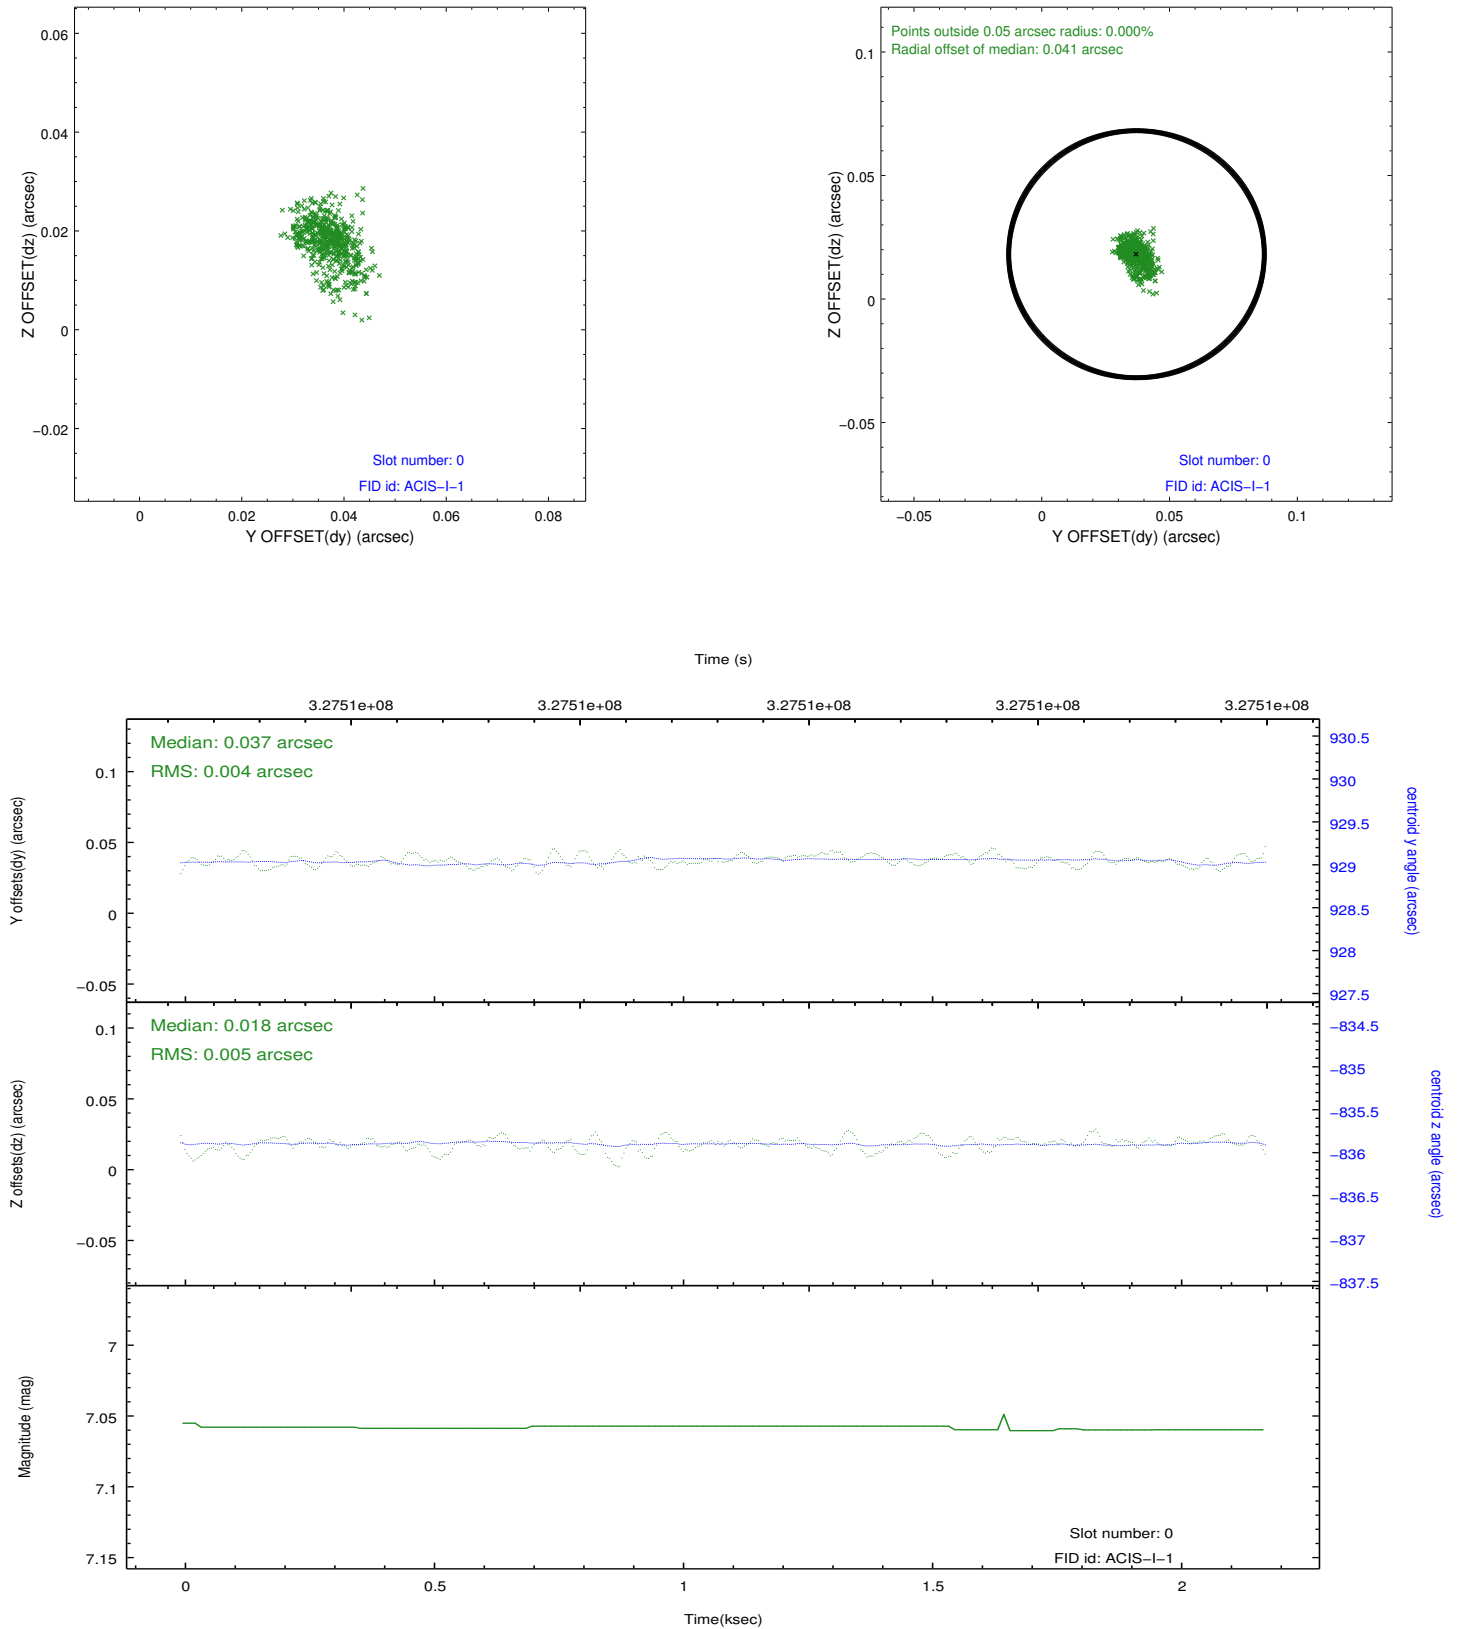 0.06
0.04
0.02
0
−0.02
Z OFFSET(dz) (arcsec)
Slot number: 0
FID id: ACIS−I−1
0
0.02
0.04
0.06
0.08
Y OFFSET(dy) (arcsec)
Points outside 0.05 arcsec radius: 0.000%
Radial offset of median: 0.041 arcsec
0.1
0.05
0
−0.05
Z OFFSET(dz) (arcsec)
Slot number: 0
FID id: ACIS−I−1
−0.05
0
0.05
0.1
Y OFFSET(dy) (arcsec)
Time (s)
3.2751e+08
3.2751e+08
3.2751e+08
3.2751e+08
3.2751e+08
Median: 0.037 arcsec
RMS: 0.004 arcsec
0.1
0.05
0
−0.05
Y offsets(dy) (arcsec)
930.5
930
929.5
929
928.5
928
927.5
centroid y angle (arcsec)
Median: 0.018 arcsec
RMS: 0.005 arcsec
0.1
0.05
0
−0.05
Z offsets(dz) (arcsec)
−834.5
−835
−835.5
−836
−836.5
−837
−837.5
centroid z angle (arcsec)
7
7.05
7.1
7.15
Magnitude (mag)
Slot number: 0
FID id: ACIS−I−1
0
0.5
1
1.5
2
Time(ksec)